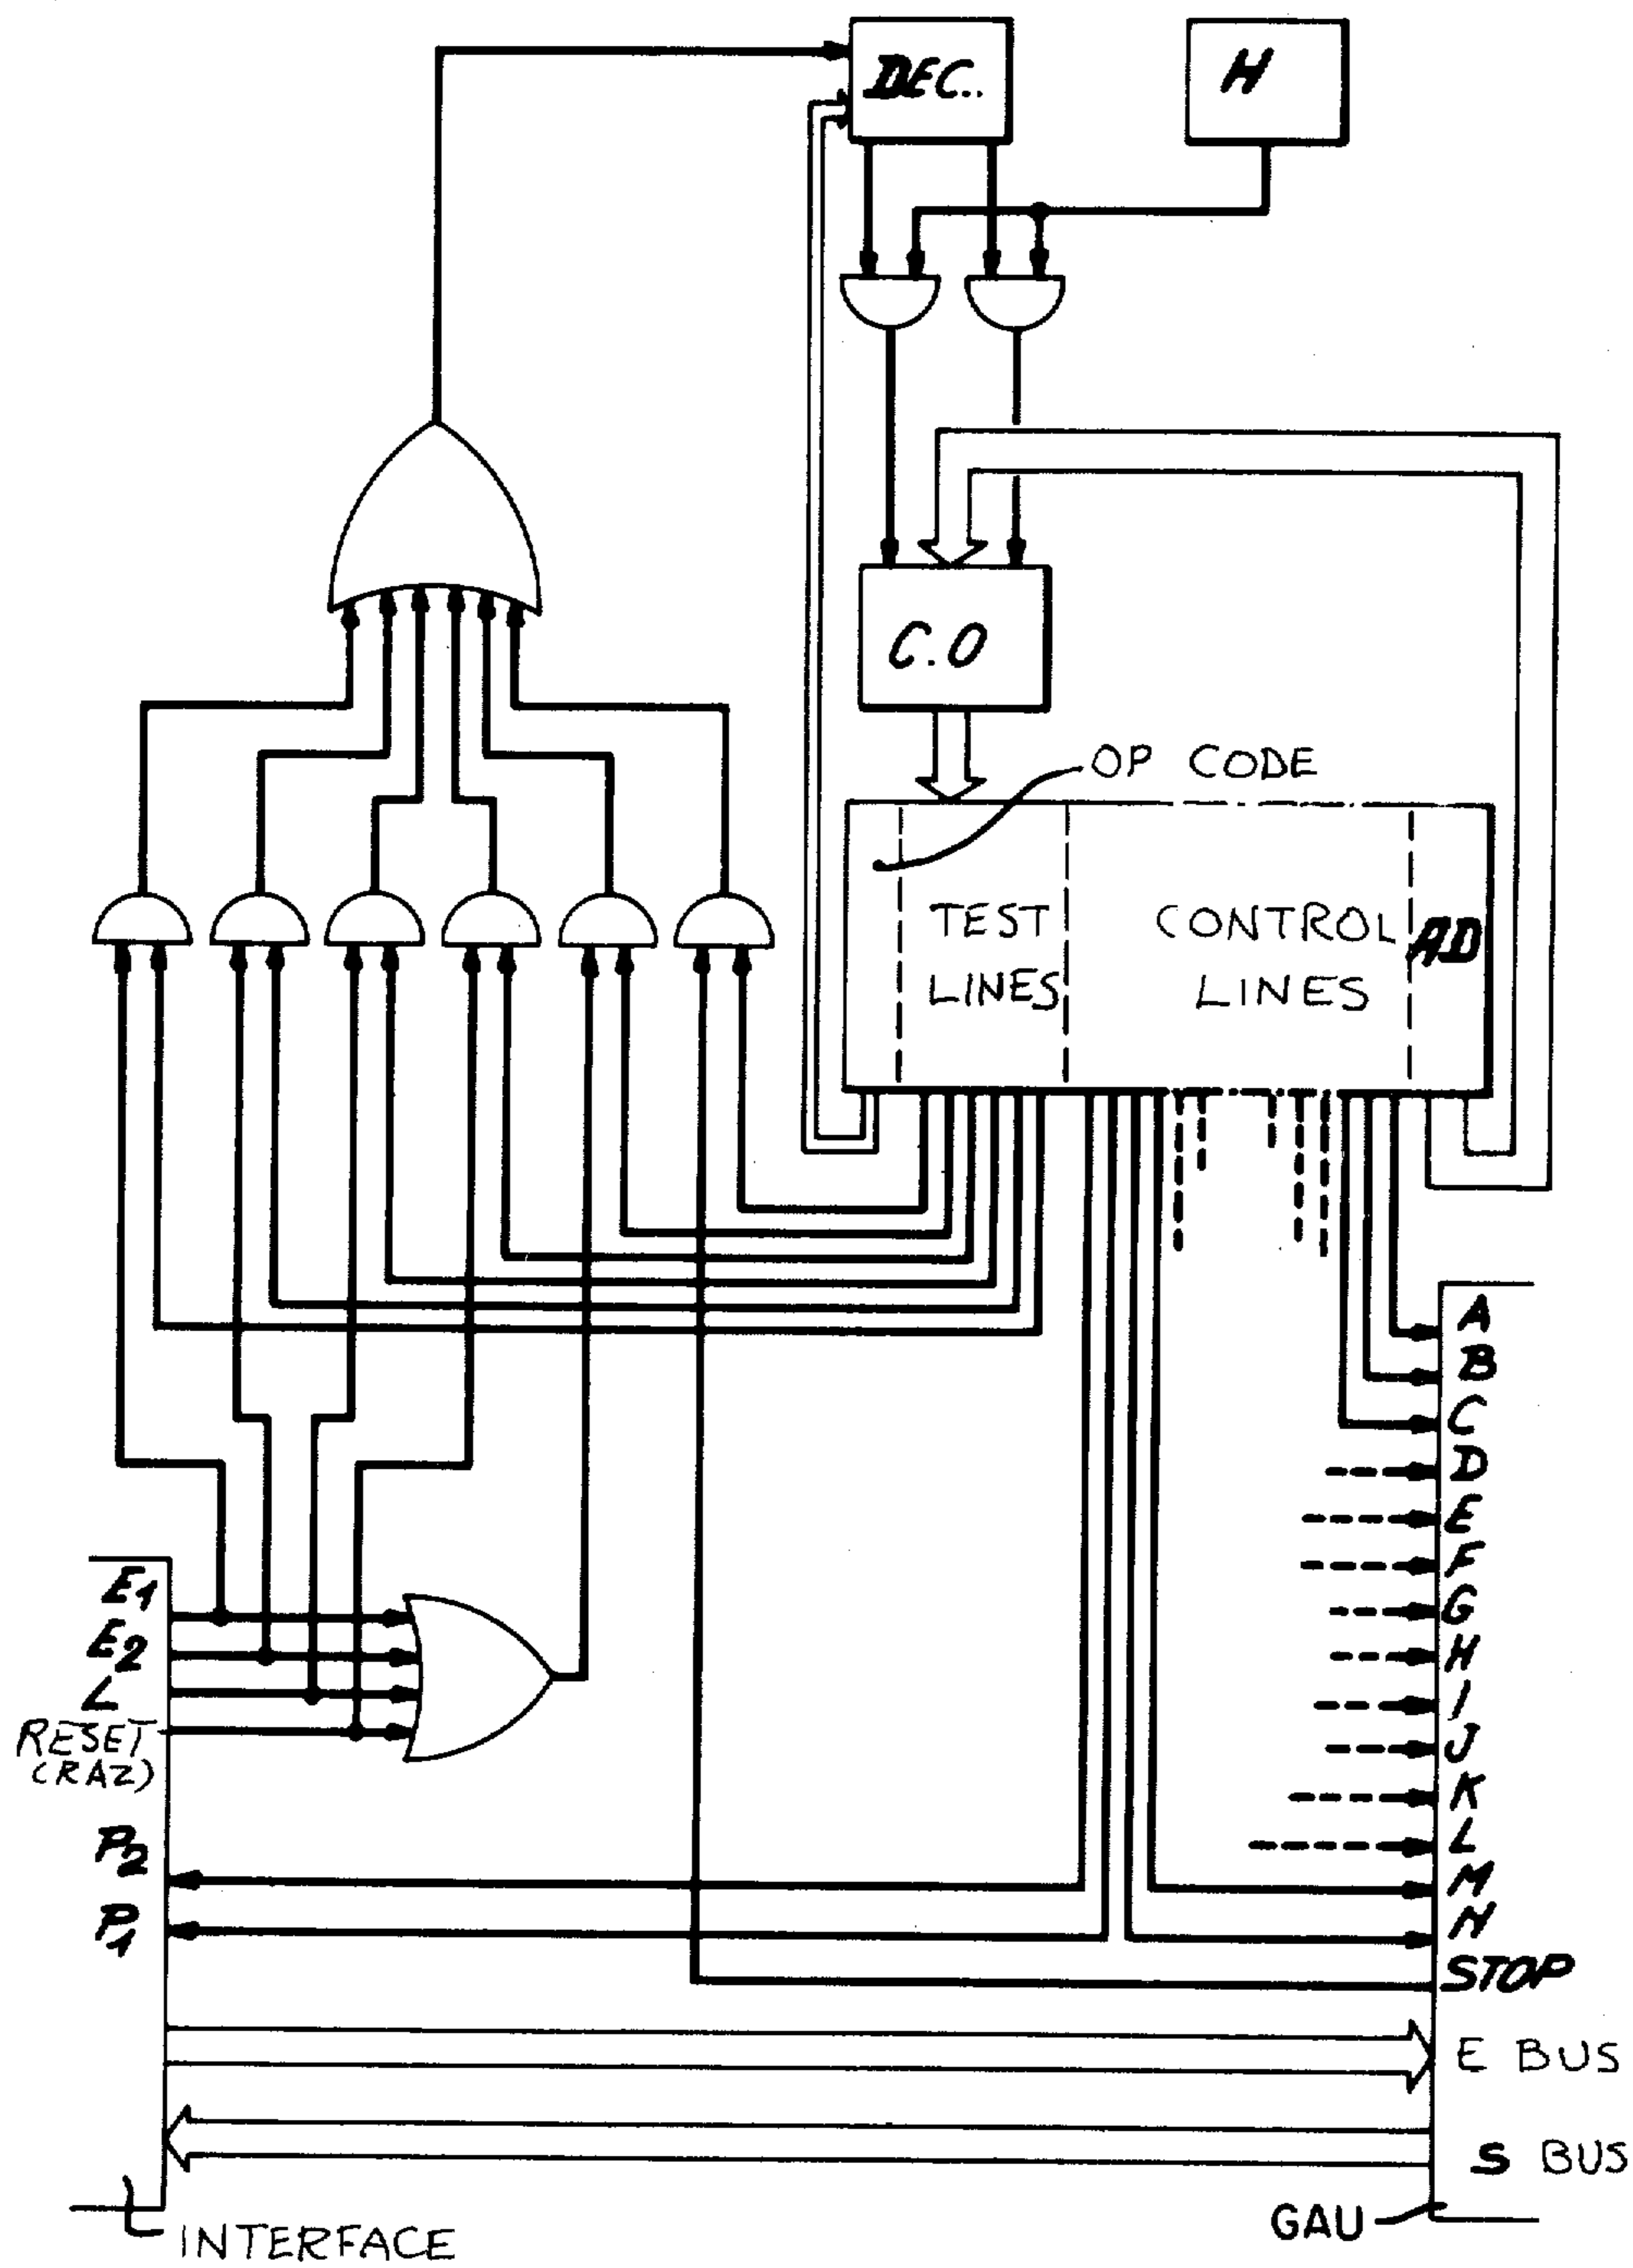 DEC..
H
C.O
OP CODE
TEST
LINES
CONTROL
LINES
AD
A
B
C
D
E
F
G
H
I
J
K
L
M
N
STOP
E BUS
S BUS
GAU
E1
E2
L
RESET
(RAZ)
P2
P1
INTERFACE